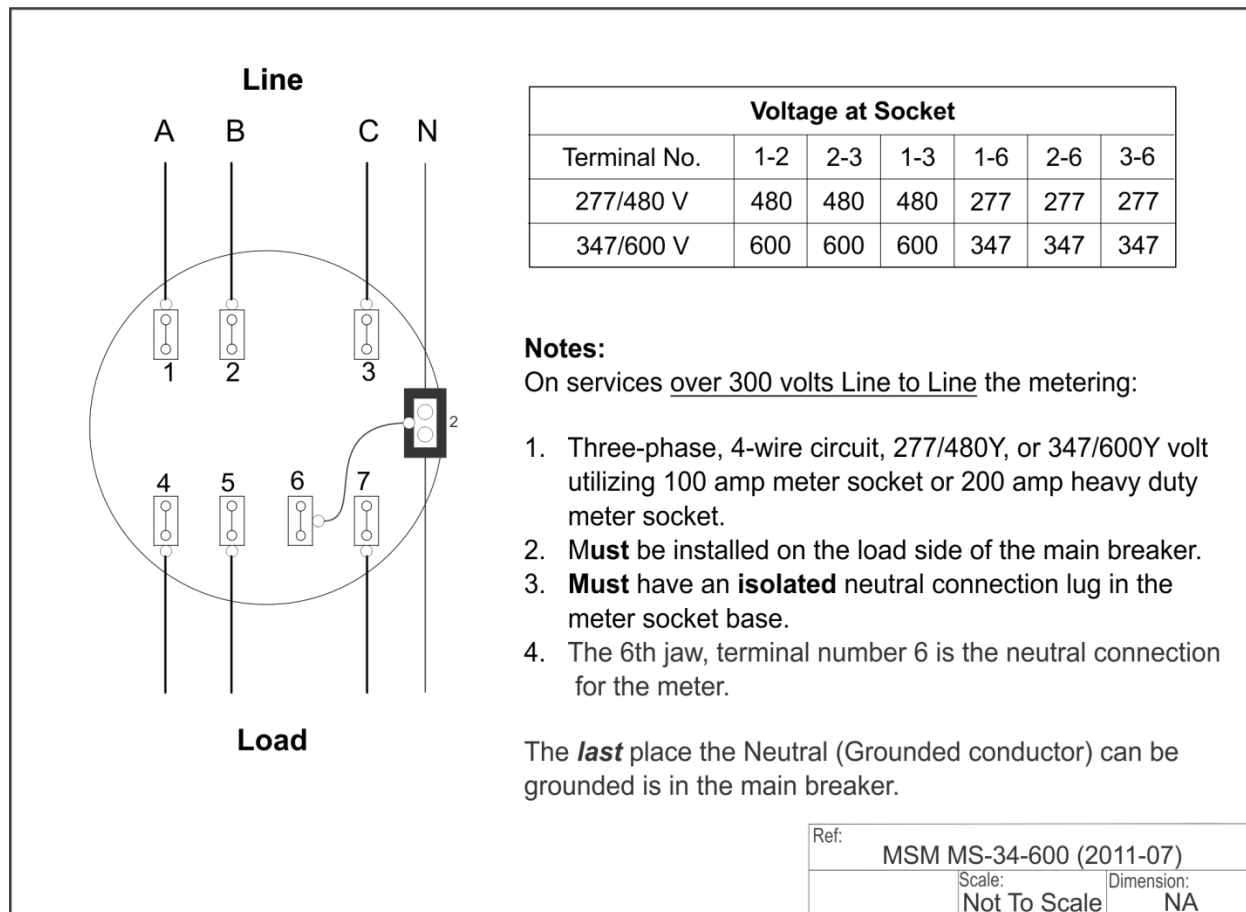 Line
A B C N
1 2 3
2
4 5 6 7
Load
Voltage at Socket
Terminal No. 1-2 2-3 1-3 1-6 2-6 3-6
277/480 V 480 480 480 277 277 277
347/600 V 600 600 600 347 347 347
Notes:
On services over 300 volts Line to Line the metering:
1. Three-phase, 4-wire circuit, 277/480Y, or 347/600Y volt
utilizing 100 amp meter socket or 200 amp heavy duty
meter socket.
2. Must be installed on the load side of the main breaker.
3. Must have an isolated neutral connection lug in the
meter socket base.
4. The 6th jaw, terminal number 6 is the neutral connection
for the meter.
The last place the Neutral (Grounded conductor) can be
grounded is in the main breaker.
Ref:
MSM MS-34-600 (2011-07)
Scale: Dimension:
Not To Scale NA